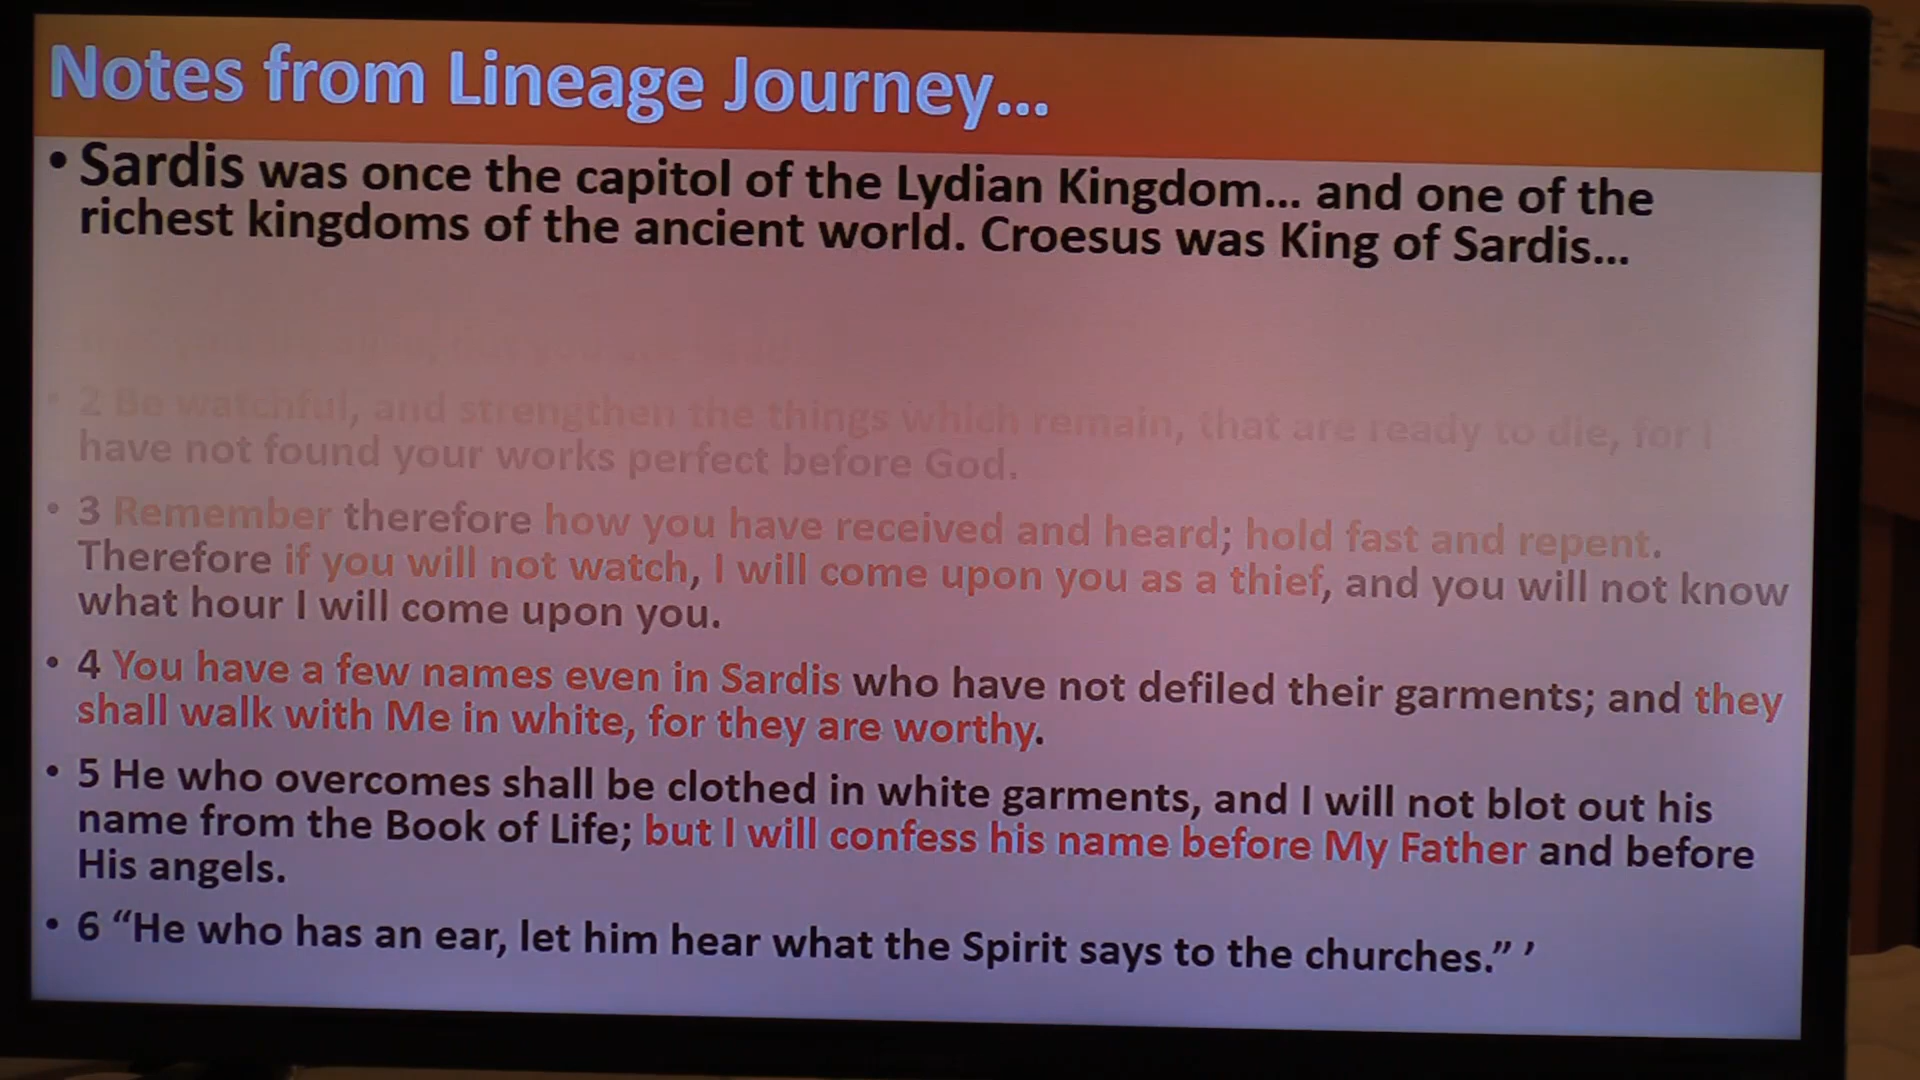 Notes from Lineage Journey...
• Sardis was once the capitol of the Lydian Kingdom... and one of the
richest kingdoms of the ancient world. Croesus was King of Sardis...
• 2 Be watchful, and strengthen the things which remain, that are ready to die, for I
have not found your works perfect before God.
• 3 Remember therefore how you have received and heard; hold fast and repent.
Therefore if you will not watch, I will come upon you as a thief, and you will not know
what hour I will come upon you.
• 4 You have a few names even in Sardis who have not defiled their garments; and they
shall walk with Me in white, for they are worthy.
• 5 He who overcomes shall be clothed in white garments, and I will not blot out his
name from the Book of Life; but I will confess his name before My Father and before
His angels.
• 6 “He who has an ear, let him hear what the Spirit says to the churches.” ’